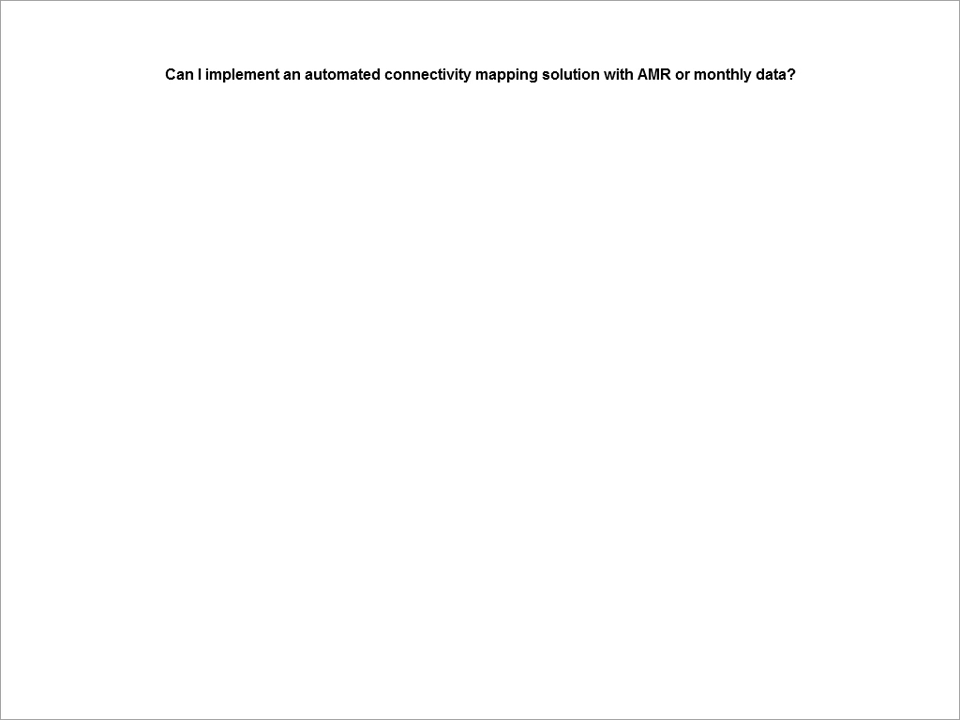 Can I implement an automated connectivity mapping solution with AMR or monthly data?